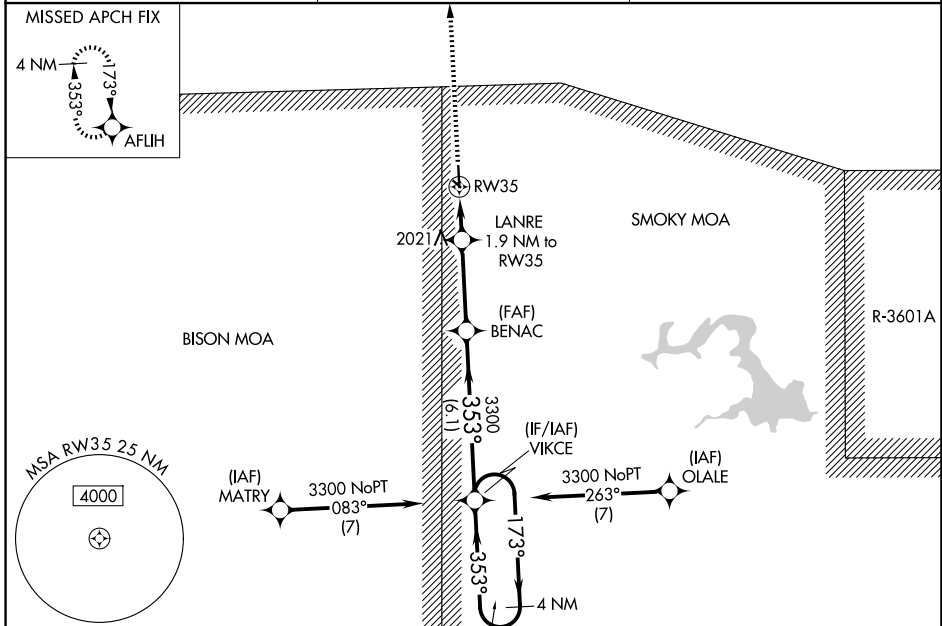 MISSED APCH FIX
4 NM
353°
173°
AFLIH
RW35
2021
LANRE
1.9 NM to
RW35
SMOKY MOA
BISON MOA
(FAF)
BENAC
R-3601A
3300
353°
(6.1)
(IF/IAF)
VIKCE
MSA RW35 25 NM
4000
(IAF)
MATRY
3300 NoPT
083°
(7)
(IAF)
OLALE
3300 NoPT
263°
(7)
353°
173°
4 NM